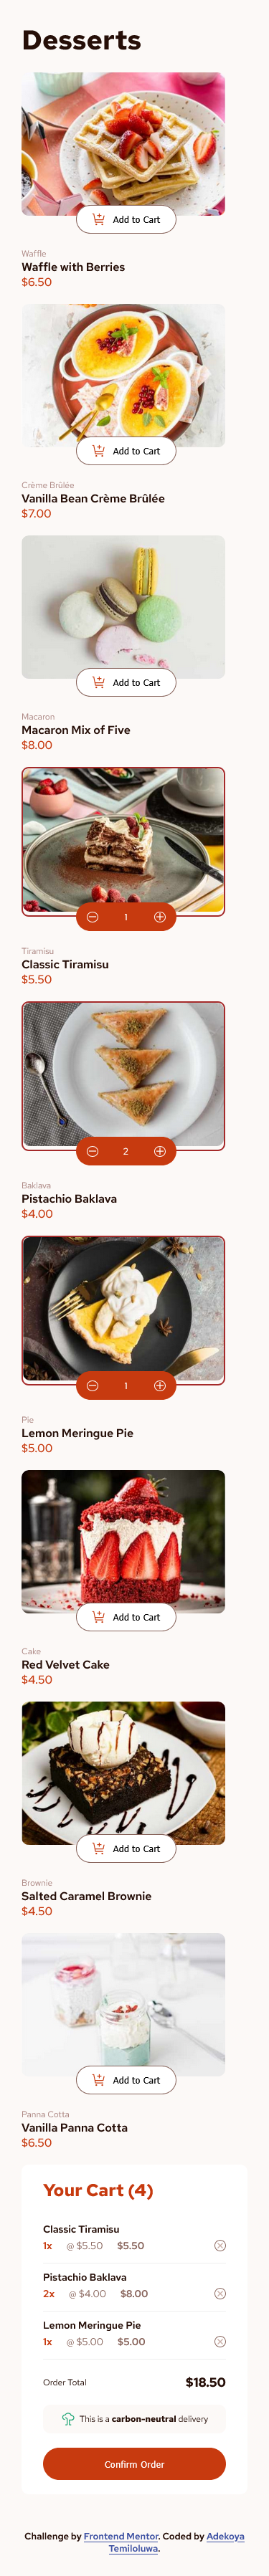 Desserts
Add to Cart
Waffle
Waffle with Berries
$6.50
Add to Cart
Crème Brûlée
Vanilla Bean Crème Brûlée
$7.00
Add to Cart
Macaron
Macaron Mix of Five
$8.00
1
Tiramisu
Classic Tiramisu
$5.50
2
Baklava
Pistachio Baklava
$4.00
1
Pie
Lemon Meringue Pie
$5.00
Add to Cart
Cake
Red Velvet Cake
$4.50
Add to Cart
Brownie
Salted Caramel Brownie
$4.50
Add to Cart
Panna Cotta
Vanilla Panna Cotta
$6.50
Your Cart (4)
Classic Tiramisu
1x @ $5.50 $5.50
Pistachio Baklava
2x @ $4.00 $8.00
Lemon Meringue Pie
1x @ $5.00 $5.00
Order Total $18.50
This is a carbon-neutral delivery
Confirm Order
Challenge by Frontend Mentor. Coded by Adekoya
Temiloluwa.